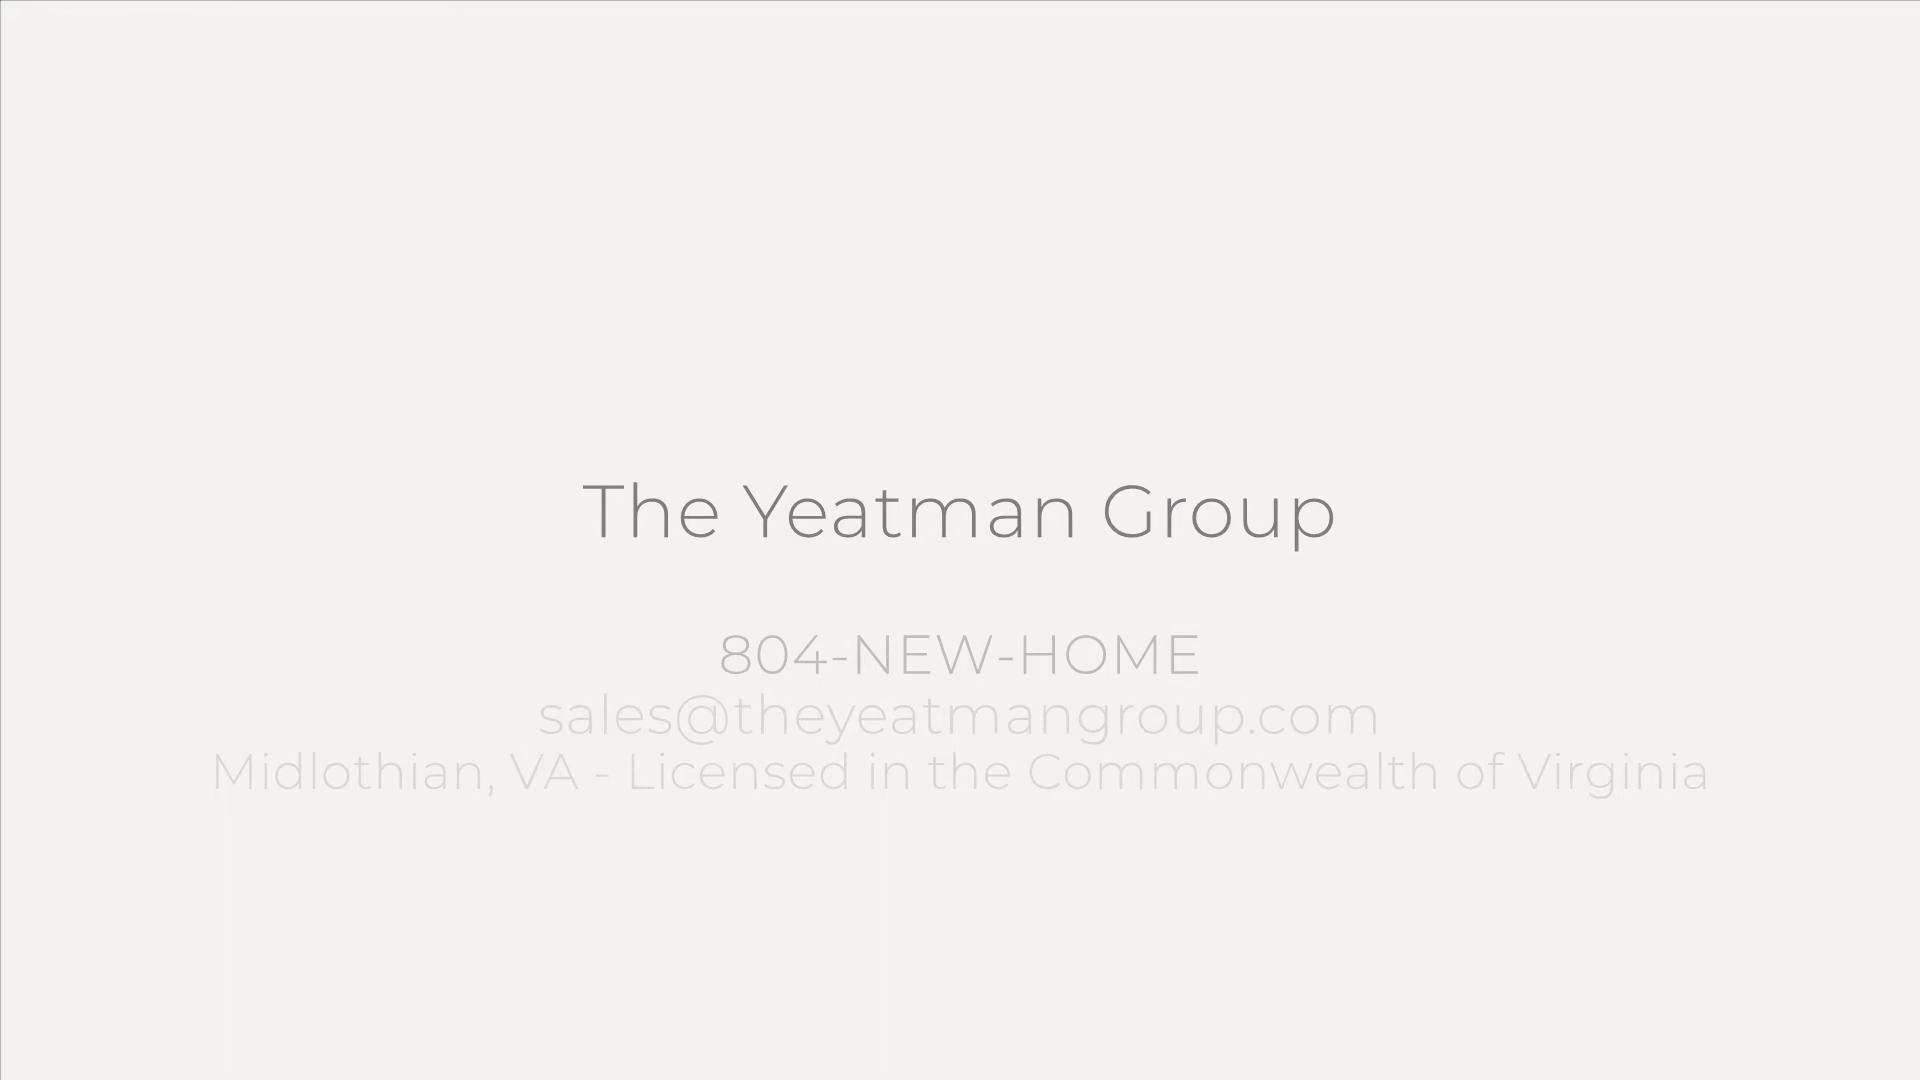 The Yeatman Group
804-NEW-HOME
sales@theyeatmangroup.com
Midlothian, VA - Licensed in the Commonwealth of Virginia